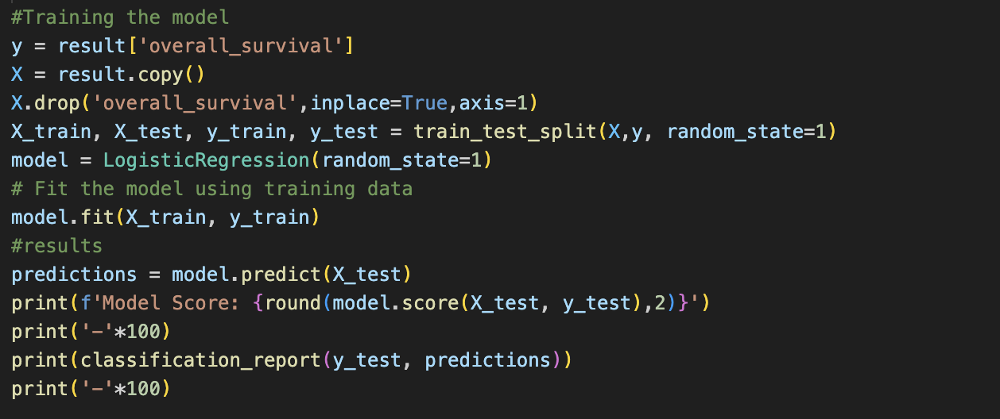 #Training the model
y = result['overall_survival']
X = result.copy()
X.drop('overall_survival',inplace=True,axis=1)
X_train, X_test, y_train, y_test = train_test_split(X,y, random_state=1)
model = LogisticRegression(random_state=1)
# Fit the model using training data
model.fit(X_train, y_train)
#results
predictions = model.predict(X_test)
print(f'Model Score: {round(model.score(X_test, y_test),2)}')
print('-'*100)
print(classification_report(y_test, predictions))
print('-'*100)